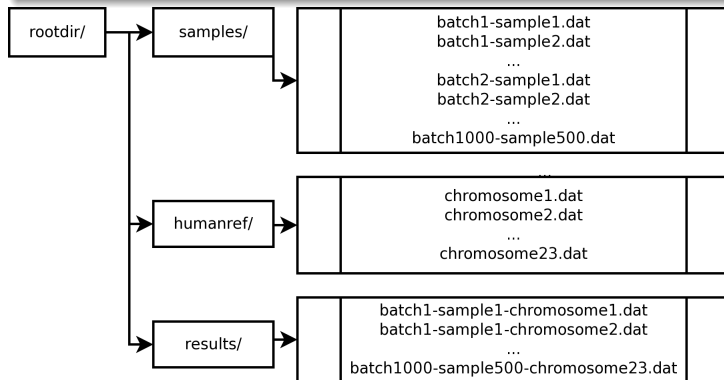 rootdir/
samples/
batch1-sample1.dat
batch1-sample2.dat
...
batch2-sample1.dat
batch2-sample2.dat
...
batch1000-sample500.dat
...
humanref/
chromosome1.dat
chromosome2.dat
...
chromosome23.dat
results/
batch1-sample1-chromosome1.dat
batch1-sample1-chromosome2.dat
...
batch1000-sample500-chromosome23.dat